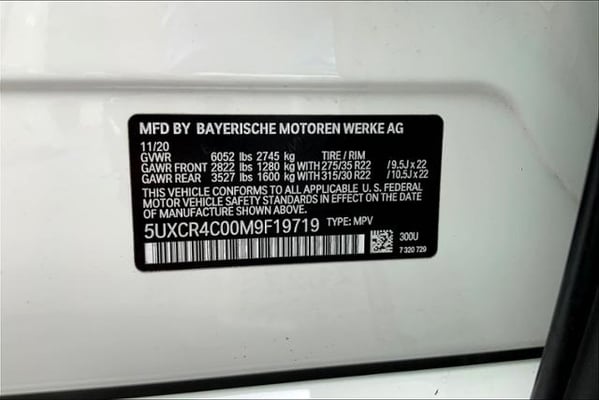 MFD BY BAYERISCHE MOTOREN WERKE AG
11/20
GVWR 6052 lbs 2745 kg TIRE / RIM
GAWR FRONT 2822 lbs 1280 kg WITH 275/35 R22 / 9.5J x 22
GAWR REAR 3527 lbs 1600 kg WITH 315/30 R22 / 10.5J x 22
THIS VEHICLE CONFORMS TO ALL APPLICABLE U. S. FEDERAL
MOTOR VEHICLE SAFETY STANDARDS IN EFFECT ON THE
DATE OF MANUFACTURE SHOWN ABOVE.
5UXCR4C00M9F19719 TYPE: MPV
300U
7 320 729